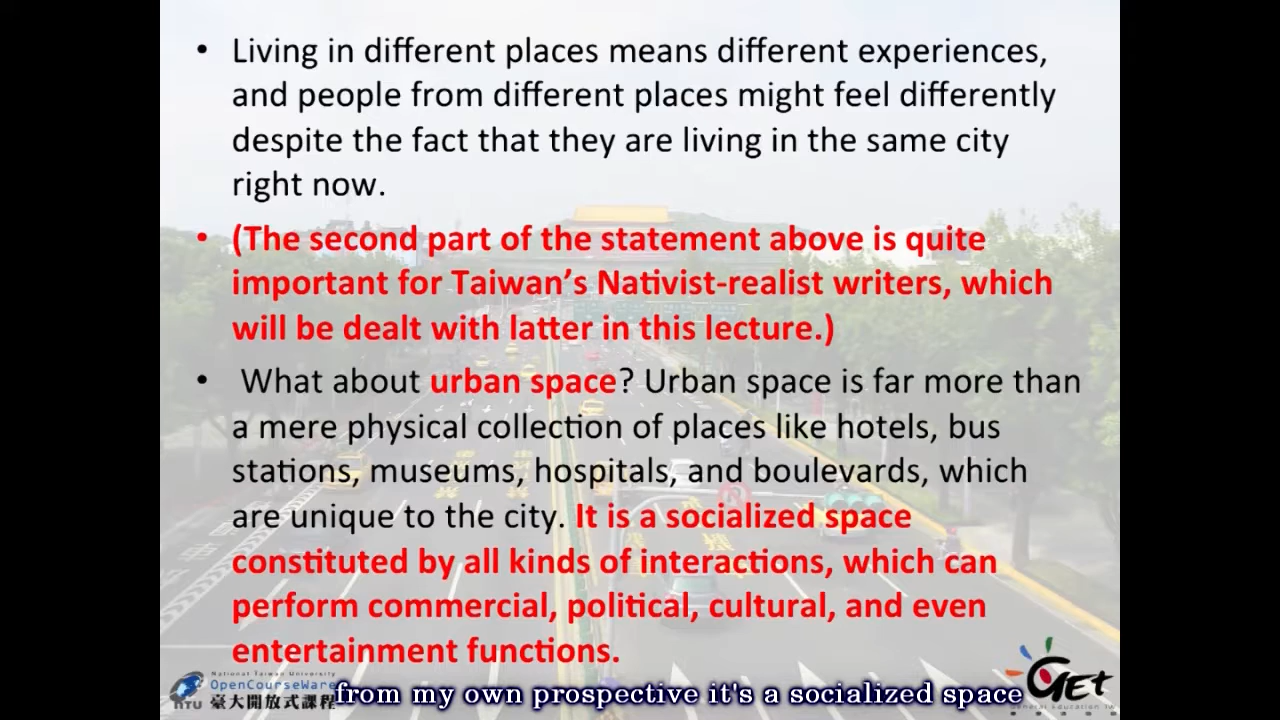 • Living in different places means different experiences,
and people from different places might feel differently
despite the fact that they are living in the same city
right now.
• (The second part of the statement above is quite
important for Taiwan’s Nativist-realist writers, which
will be dealt with latter in this lecture.)
• What about urban space? Urban space is far more than
a mere physical collection of places like hotels, bus
stations, museums, hospitals, and boulevards, which
are unique to the city. It is a socialized space
constituted by all kinds of interactions, which can
perform commercial, political, cultural, and even
entertainment functions.
National Taiwan University
OpenCourseWare
NTU 臺大開放式課程
from my own prospective it's a socialized space
GET
General Education